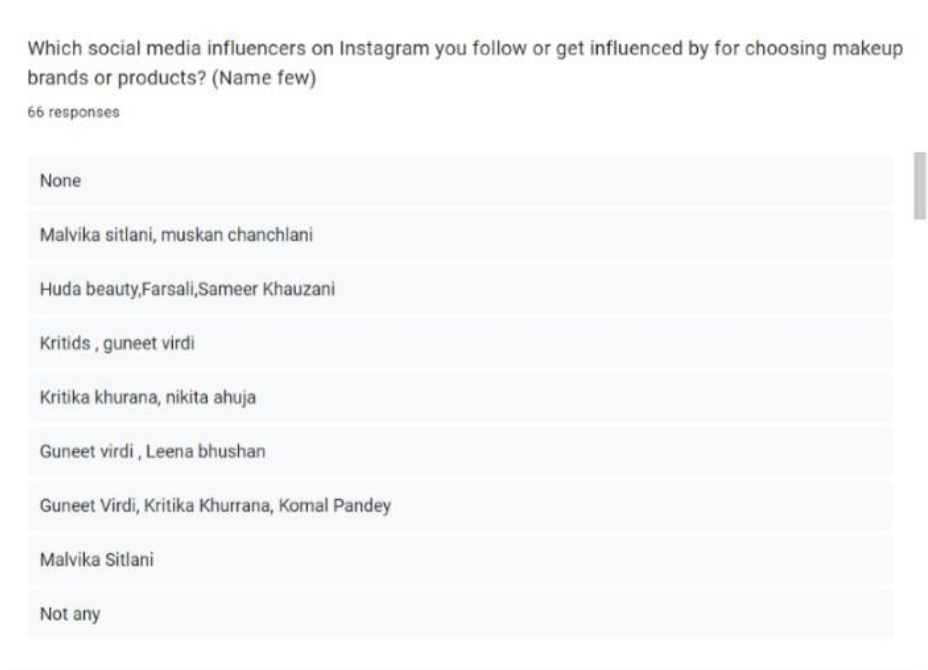 Which social media influencers on Instagram you follow or get influenced by for choosing makeup
brands or products? (Name few)
66 responses
None
Malvika sitlani, muskan chanchlani
Huda beauty,Farsali,Sameer Khauzani
Kritids , guneet virdi
Kritika khurana, nikita ahuja
Guneet virdi , Leena bhushan
Guneet Virdi, Kritika Khurrana, Komal Pandey
Malvika Sitlani
Not any